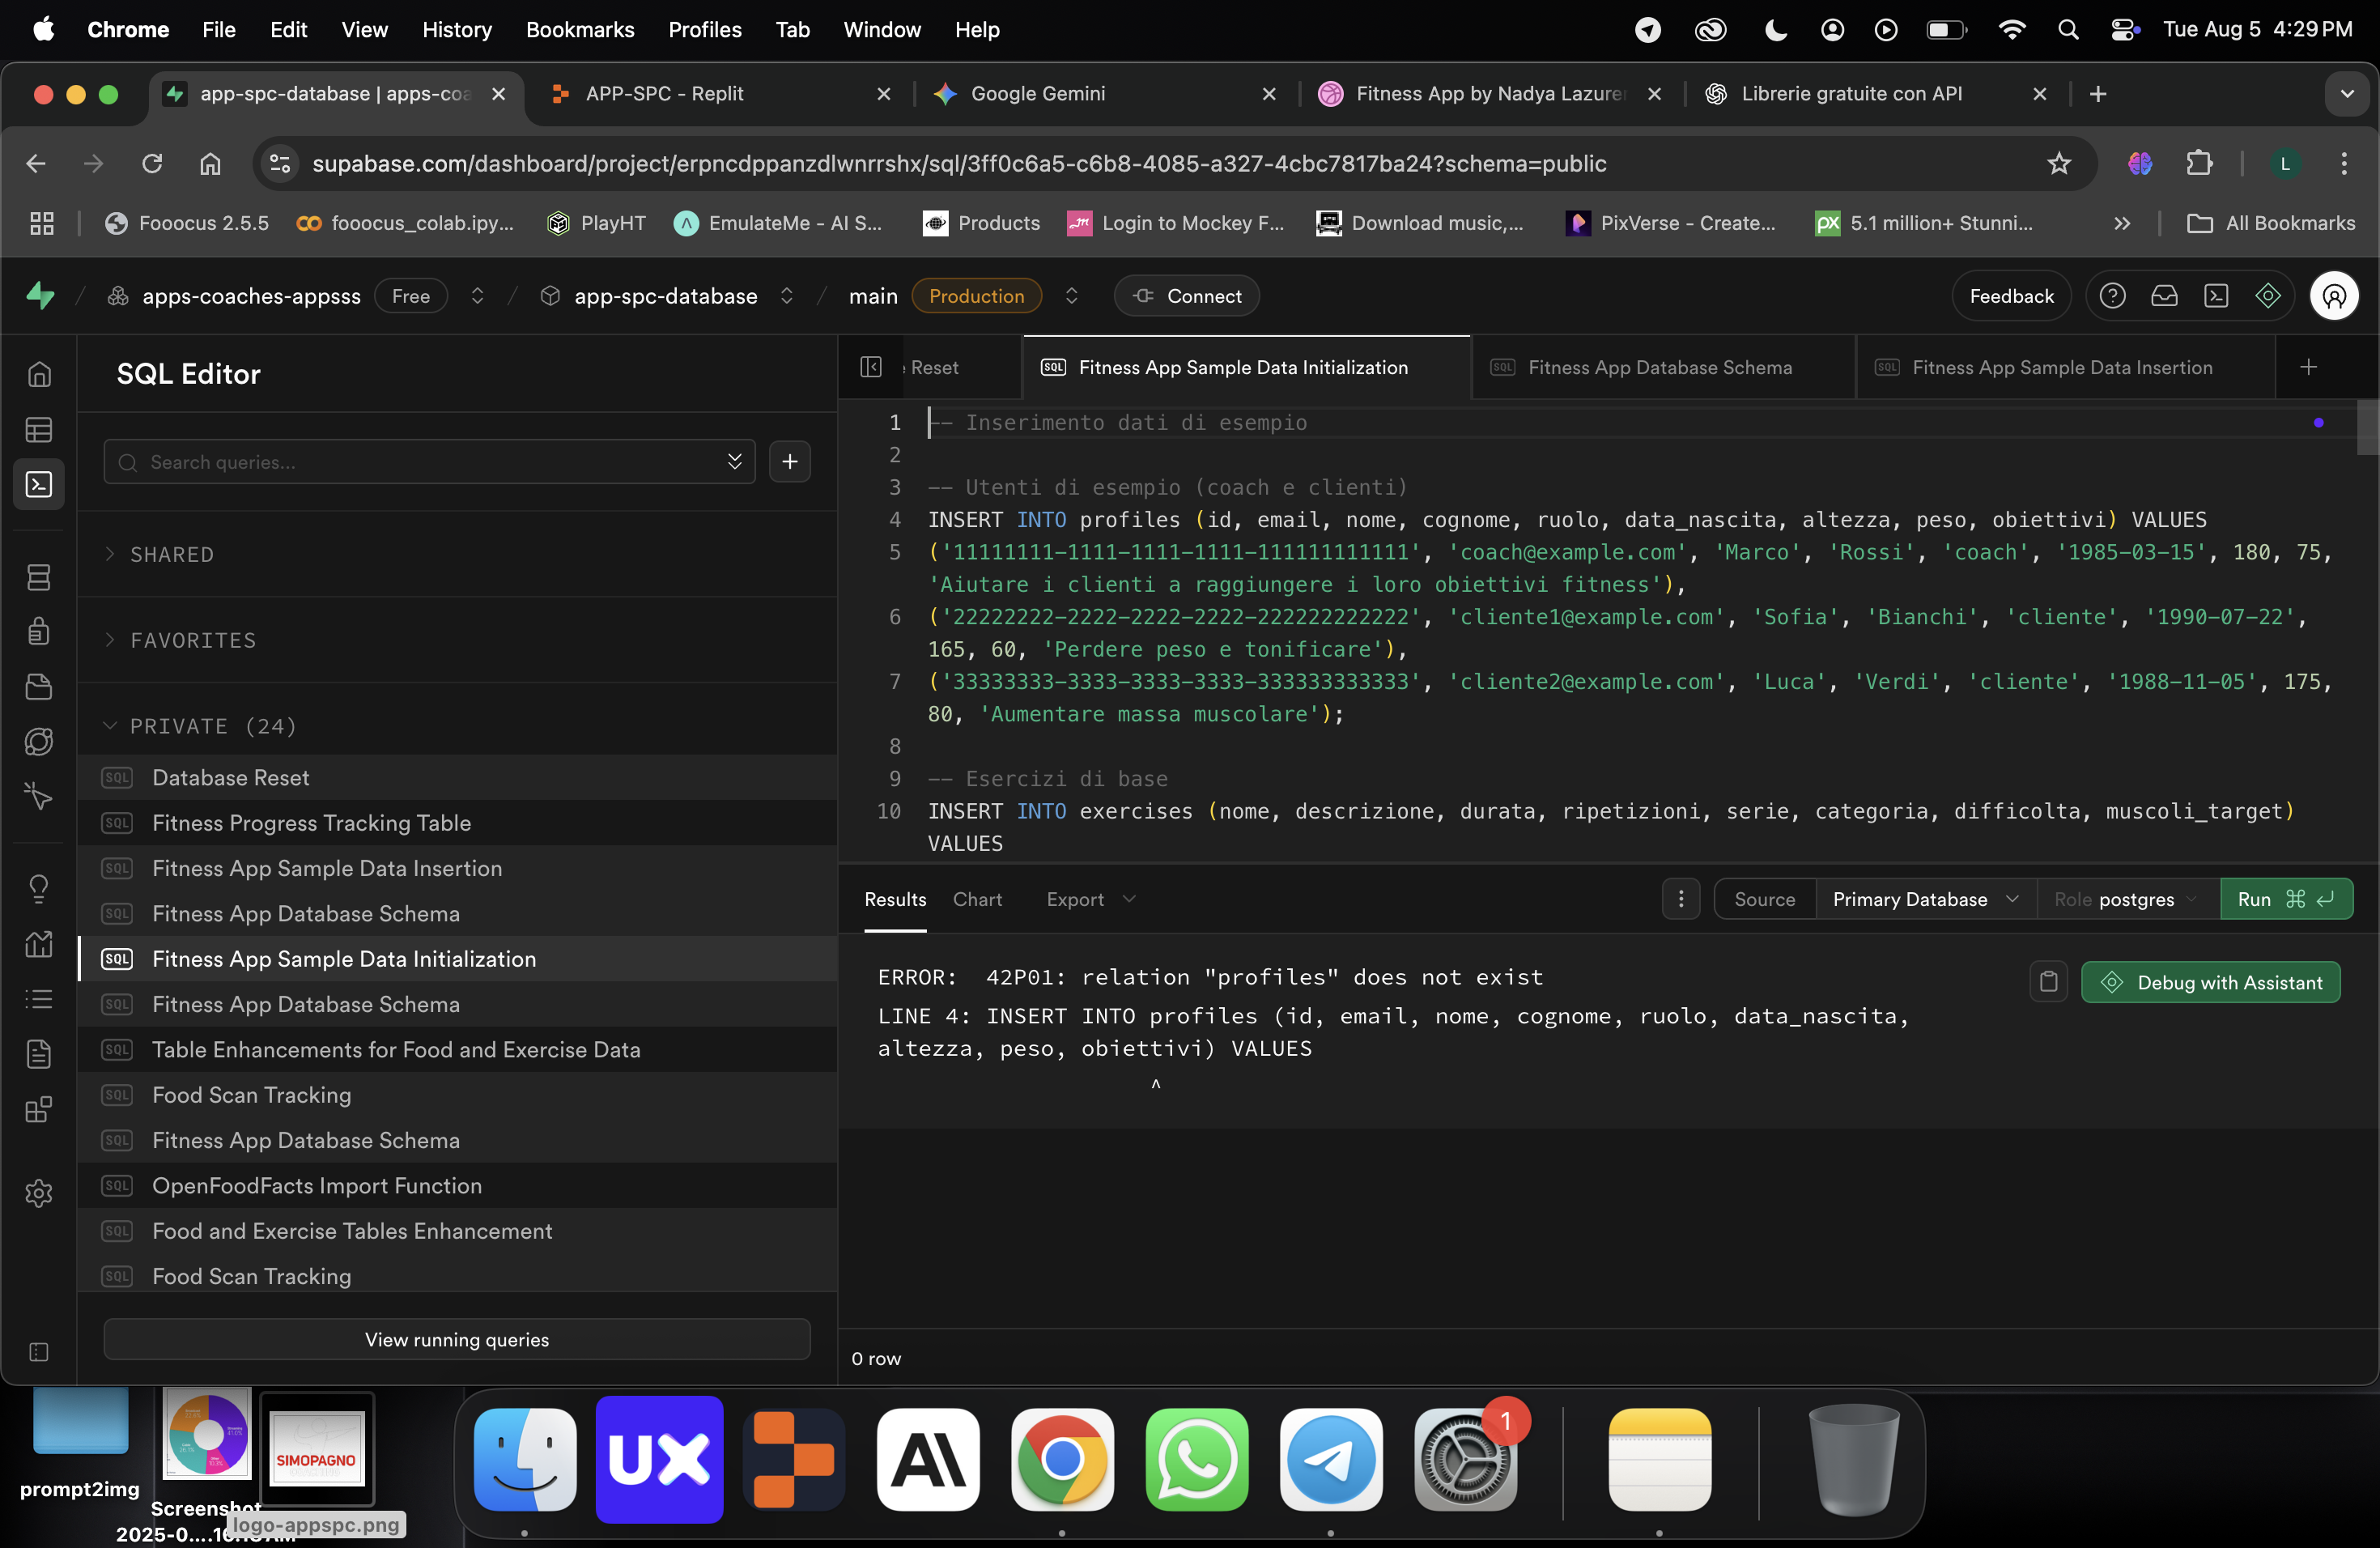 Chrome File Edit View History Bookmarks Profiles Tab Window Help Tue Aug 5 4:29 PM
app-spc-database | apps-coa
APP-SPC - Replit
Google Gemini
Fitness App by Nadya Lazure
Librerie gratuite con API
supabase.com/dashboard/project/erpncdppanzdlwnrrshx/sql/3ff0c6a5-c6b8-4085-a327-4cbc7817ba24?schema=public
L
Fooocus 2.5.5
fooocus_colab.ipy...
PlayHT
EmulateMe - AI S...
Products
Login to Mockey F...
Download music,...
PixVerse - Create...
5.1 million+ Stunni...
All Bookmarks
apps-coaches-appsss Free
app-spc-database
main Production
Connect
Feedback
SQL Editor
Search queries...
SHARED
FAVORITES
PRIVATE (24)
SQL Database Reset
SQL Fitness Progress Tracking Table
SQL Fitness App Sample Data Insertion
SQL Fitness App Database Schema
SQL Fitness App Sample Data Initialization
SQL Fitness App Database Schema
SQL Table Enhancements for Food and Exercise Data
SQL Food Scan Tracking
SQL Fitness App Database Schema
SQL OpenFoodFacts Import Function
SQL Food and Exercise Tables Enhancement
SQL Food Scan Tracking
View running queries
Reset
SQL Fitness App Sample Data Initialization
SQL Fitness App Database Schema
SQL Fitness App Sample Data Insertion
1 -- Inserimento dati di esempio
2
3 -- Utenti di esempio (coach e clienti)
4 INSERT INTO profiles (id, email, nome, cognome, ruolo, data_nascita, altezza, peso, obiettivi) VALUES
5 ('11111111-1111-1111-1111-111111111111', 'coach@example.com', 'Marco', 'Rossi', 'coach', '1985-03-15', 180, 75,
'Aiutare i clienti a raggiungere i loro obiettivi fitness'),
6 ('22222222-2222-2222-2222-222222222222', 'cliente1@example.com', 'Sofia', 'Bianchi', 'cliente', '1990-07-22',
165, 60, 'Perdere peso e tonificare'),
7 ('33333333-3333-3333-3333-333333333333', 'cliente2@example.com', 'Luca', 'Verdi', 'cliente', '1988-11-05', 175,
80, 'Aumentare massa muscolare');
8
9 -- Esercizi di base
10 INSERT INTO exercises (nome, descrizione, durata, ripetizioni, serie, categoria, difficolta, muscoli_target)
VALUES
Results Chart Export
Source Primary Database Role postgres Run ⌘ ↵
ERROR: 42P01: relation "profiles" does not exist
LINE 4: INSERT INTO profiles (id, email, nome, cognome, ruolo, data_nascita,
altezza, peso, obiettivi) VALUES
^
Debug with Assistant
0 row
prompt2img
Screenshot
2025-0....
SIMOPAGNO
logo-appspc.png
UX
1